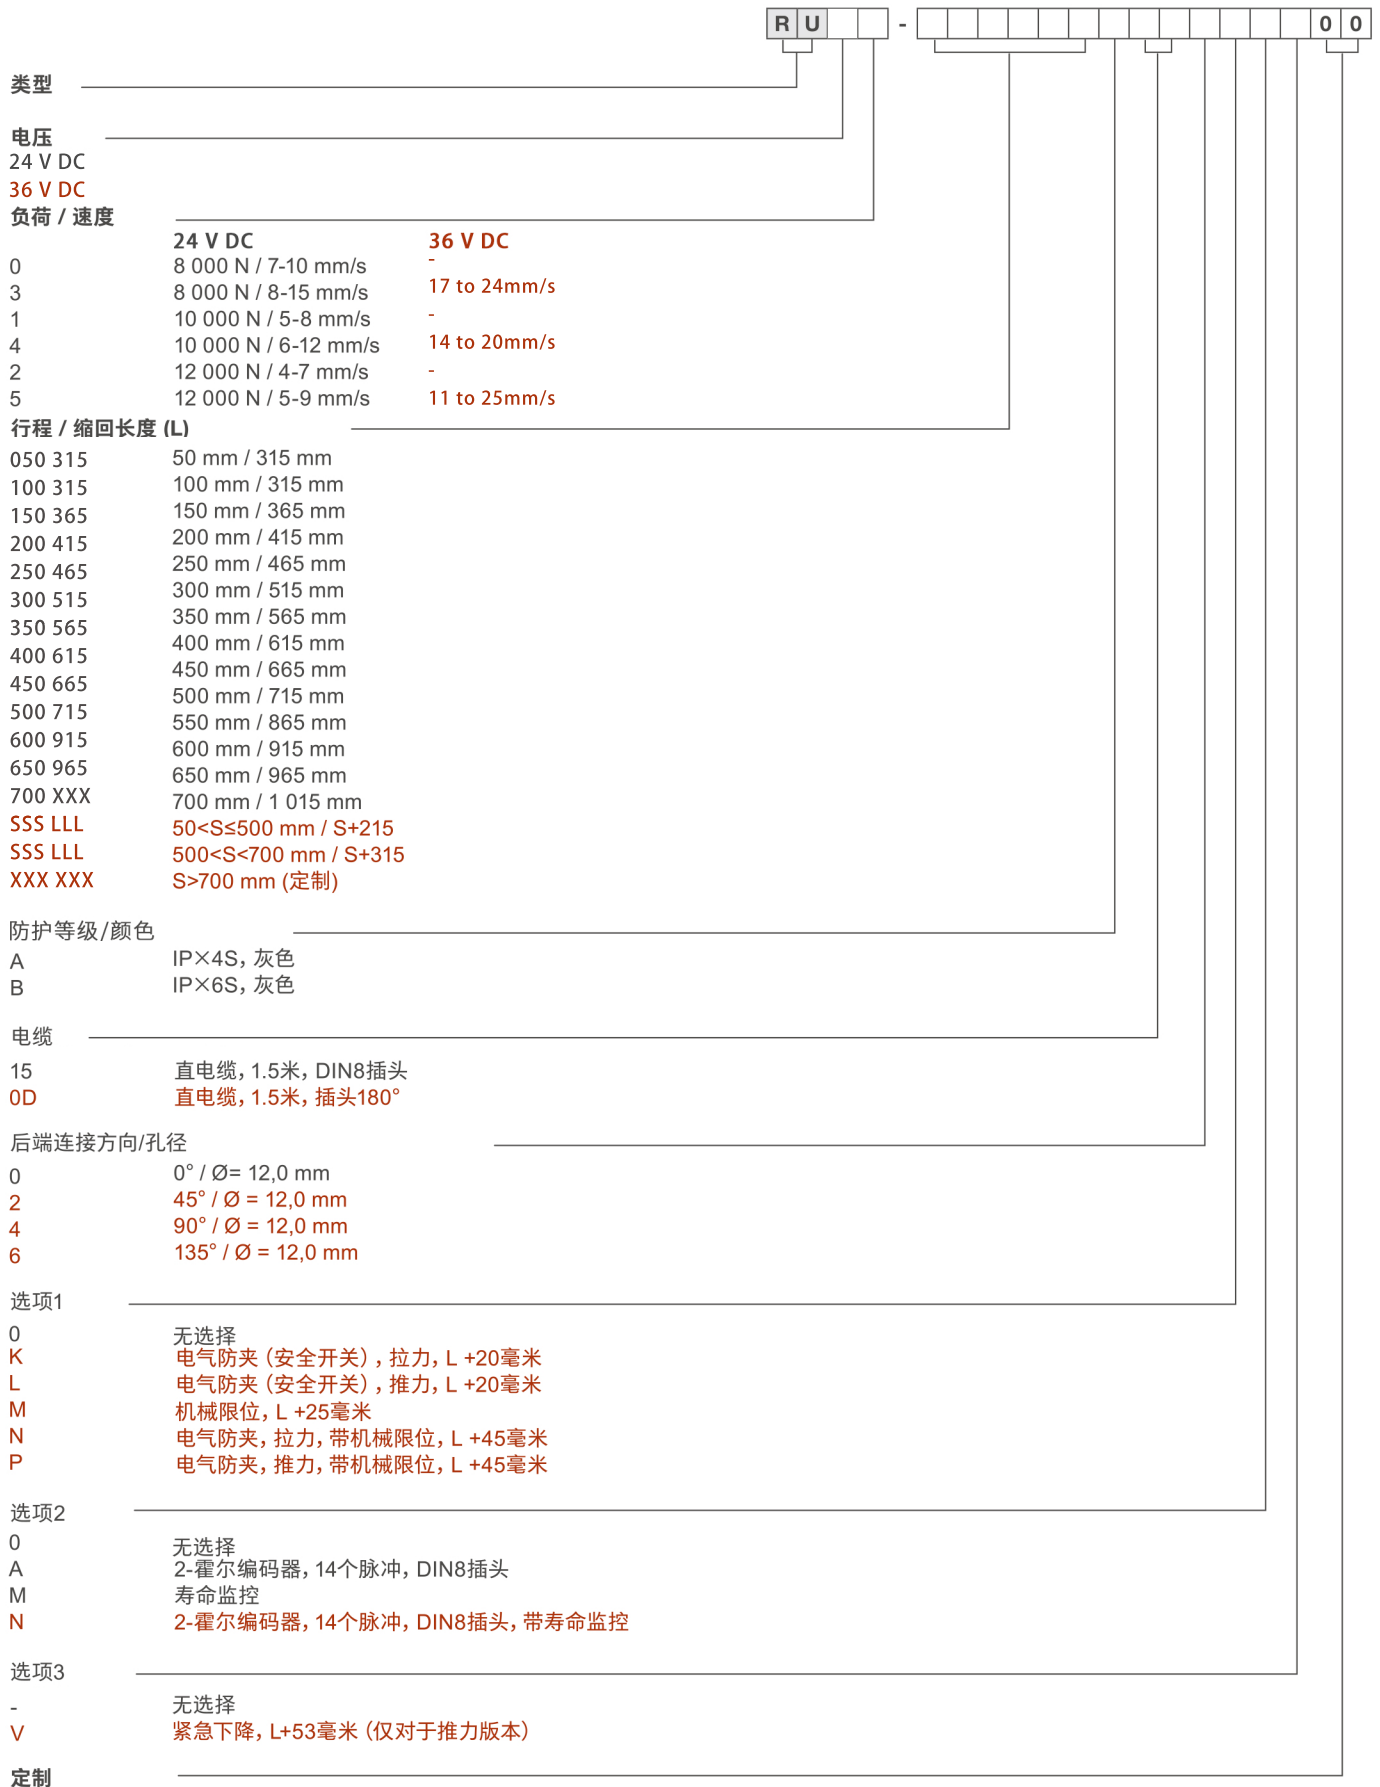 R U - 0 0
类型
电压
24 V DC
36 V DC
负荷 / 速度
24 V DC 36 V DC
0 8 000 N / 7-10 mm/s -
3 8 000 N / 8-15 mm/s 17 to 24mm/s
1 10 000 N / 5-8 mm/s -
4 10 000 N / 6-12 mm/s 14 to 20mm/s
2 12 000 N / 4-7 mm/s -
5 12 000 N / 5-9 mm/s 11 to 25mm/s
行程 / 缩回长度 (L)
050 315 50 mm / 315 mm
100 315 100 mm / 315 mm
150 365 150 mm / 365 mm
200 415 200 mm / 415 mm
250 465 250 mm / 465 mm
300 515 300 mm / 515 mm
350 565 350 mm / 565 mm
400 615 400 mm / 615 mm
450 665 450 mm / 665 mm
500 715 500 mm / 715 mm
600 915 550 mm / 865 mm
650 965 600 mm / 915 mm
700 XXX 650 mm / 965 mm
700 mm / 1 015 mm
SSS LLL 50<S≤500 mm / S+215
SSS LLL 500<S<700 mm / S+315
XXX XXX S>700 mm (定制)
防护等级/颜色
A IP×4S, 灰色
B IP×6S, 灰色
电缆
15 直电缆, 1.5米, DIN8插头
0D 直电缆, 1.5米, 插头180°
后端连接方向/孔径
0 0° / Ø= 12,0 mm
2 45° / Ø = 12,0 mm
4 90° / Ø = 12,0 mm
6 135° / Ø = 12,0 mm
选项1
0 无选择
K 电气防夹（安全开关）, 拉力, L +20毫米
L 电气防夹（安全开关）, 推力, L +20毫米
M 机械限位, L +25毫米
N 电气防夹, 拉力, 带机械限位, L +45毫米
P 电气防夹, 推力, 带机械限位, L +45毫米
选项2
0 无选择
A 2-霍尔编码器, 14个脉冲, DIN8插头
M 寿命监控
N 2-霍尔编码器, 14个脉冲, DIN8插头, 带寿命监控
选项3
- 无选择
V 紧急下降, L+53毫米（仅对于推力版本）
定制